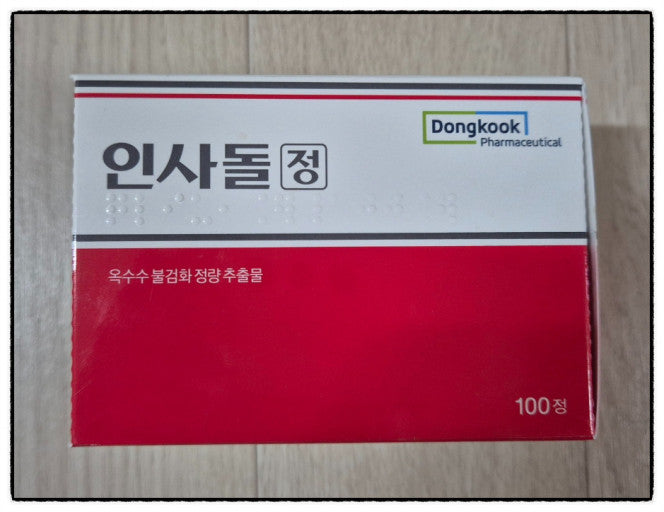 Dongkook
Pharmaceutical
인사돌 정
옥수수 불검화 정량 추출물
100정